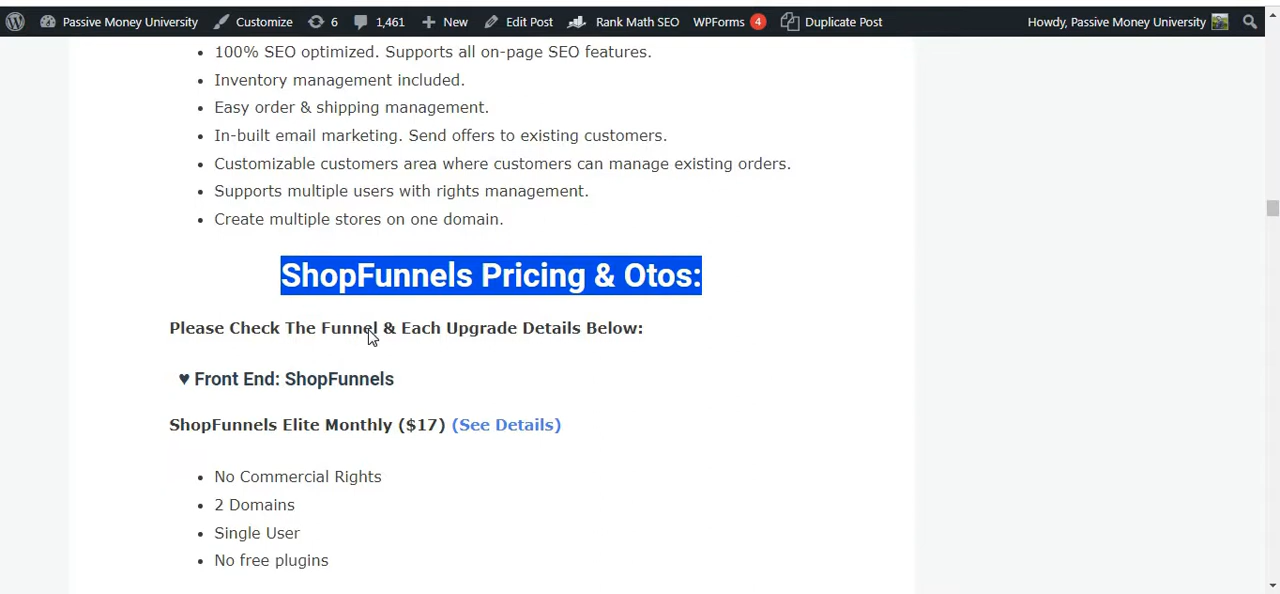 Passive Money University Customize 6 1,461 New Edit Post Rank Math SEO WPForms 4 Duplicate Post Howdy, Passive Money University
• 100% SEO optimized. Supports all on-page SEO features.
• Inventory management included.
• Easy order & shipping management.
• In-built email marketing. Send offers to existing customers.
• Customizable customers area where customers can manage existing orders.
• Supports multiple users with rights management.
• Create multiple stores on one domain.
ShopFunnels Pricing & Otos:
Please Check The Funnel & Each Upgrade Details Below:
♥ Front End: ShopFunnels
ShopFunnels Elite Monthly ($17) (See Details)
• No Commercial Rights
• 2 Domains
• Single User
• No free plugins